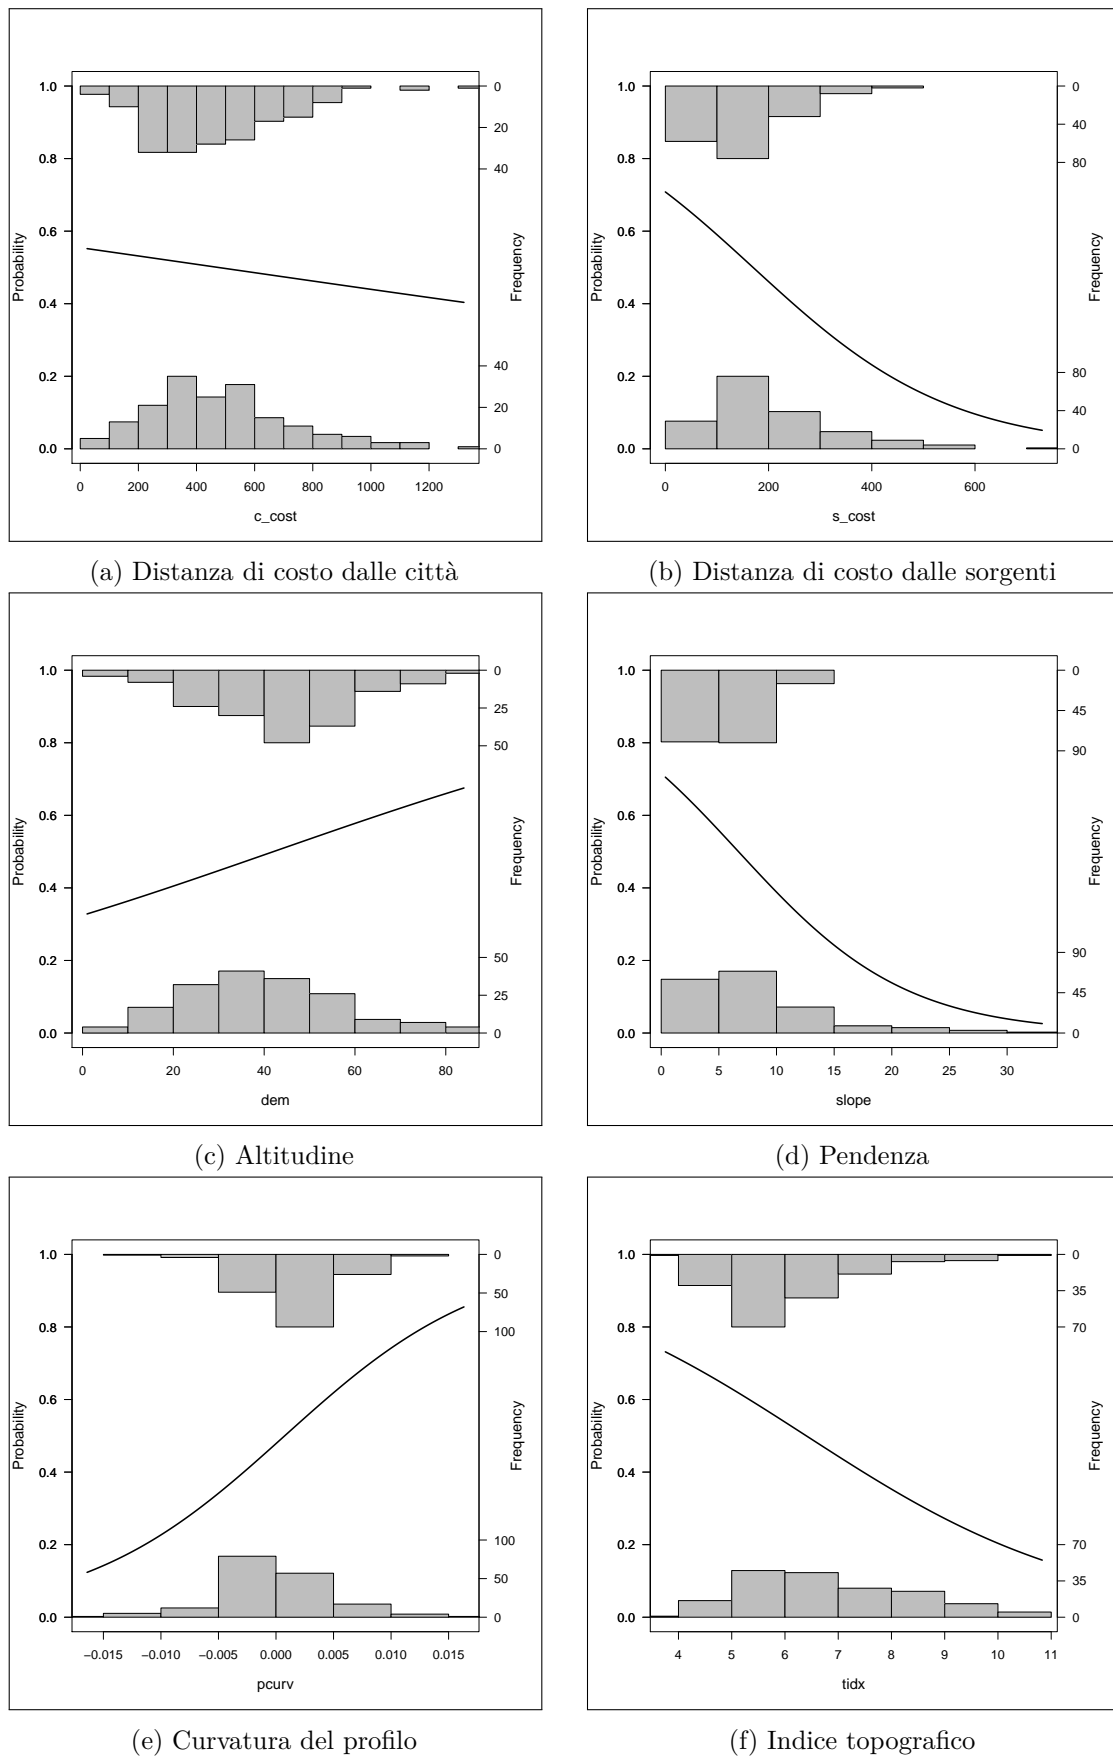 1.0
0.8
0.6
0.4
0.2
0.0
Probability
0
20
40
Frequency
40
20
0
0 200 400 600 800 1000 1200
c_cost
(a) Distanza di costo dalle città
1.0
0.8
0.6
0.4
0.2
0.0
Probability
0
40
80
Frequency
80
40
0
0 200 400 600
s_cost
(b) Distanza di costo dalle sorgenti
1.0
0.8
0.6
0.4
0.2
0.0
Probability
0
25
50
Frequency
50
25
0
0 20 40 60 80
dem
(c) Altitudine
1.0
0.8
0.6
0.4
0.2
0.0
Probability
0
45
90
Frequency
90
45
0
0 5 10 15 20 25 30
slope
(d) Pendenza
1.0
0.8
0.6
0.4
0.2
0.0
Probability
0
50
100
Frequency
100
50
0
−0.015 −0.010 −0.005 0.000 0.005 0.010 0.015
pcurv
(e) Curvatura del profilo
1.0
0.8
0.6
0.4
0.2
0.0
Probability
0
35
70
Frequency
70
35
0
4 5 6 7 8 9 10 11
tidx
(f) Indice topografico